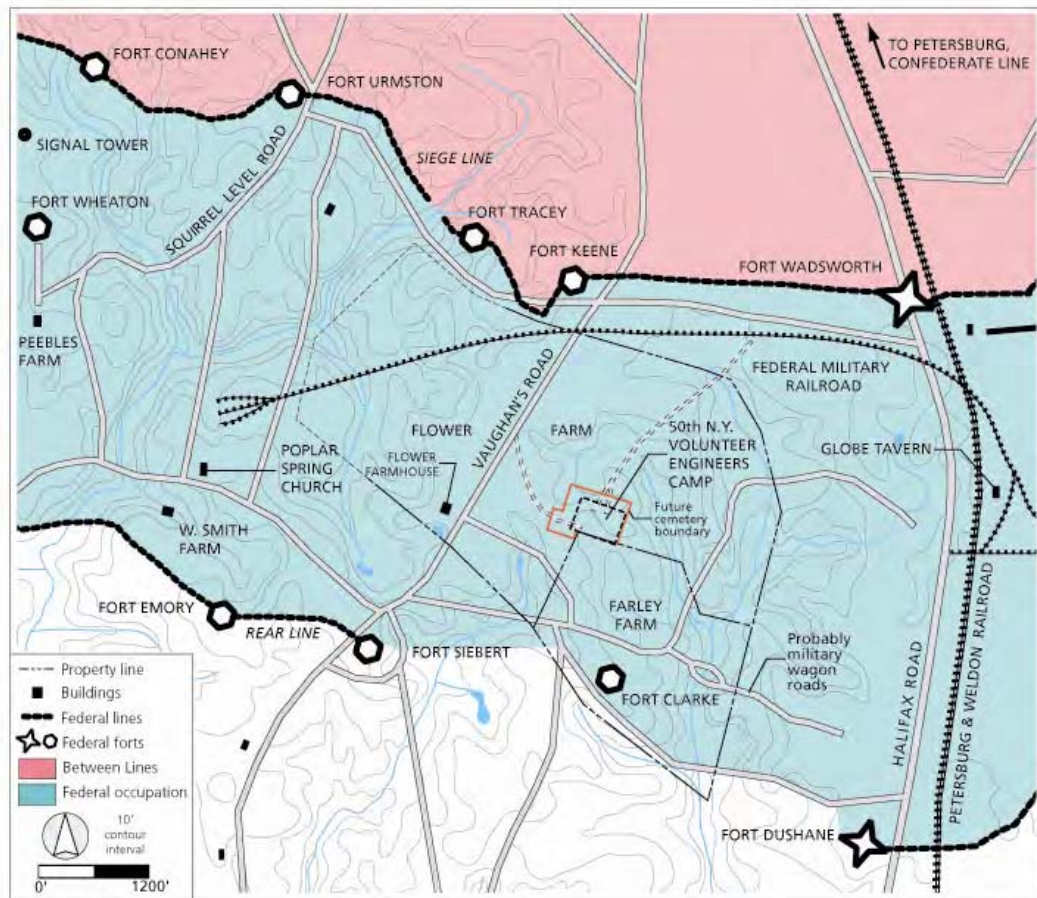 FORT CONAHEY
FORT URMSTON
TO PETERSBURG,
CONFEDERATE LINE
SIGNAL TOWER
SIEGE LINE
SQUIRREL LEVEL ROAD
FORT WHEATON
FORT TRACEY
FORT KEENE
FORT WADSWORTH
PEEBLES
FARM
FEDERAL MILITARY
RAILROAD
VAUGHAN'S ROAD
FLOWER
FARM
50th N.Y.
VOLUNTEER
ENGINEERS
CAMP
GLOBE TAVERN
POPLAR
SPRING
CHURCH
FLOWER
FARMHOUSE
Future
cemetery
boundary
W. SMITH
FARM
FORT EMORY
REAR LINE
FORT SIEBERT
FARLEY
FARM
Probably
military
wagon
roads
FORT CLARKE
HALIFAX ROAD
PETERSBURG & WELDON RAILROAD
FORT DUSHANE
Property line
Buildings
Federal lines
Federal forts
Between Lines
Federal occupation
10'
contour
interval
0'
1200'